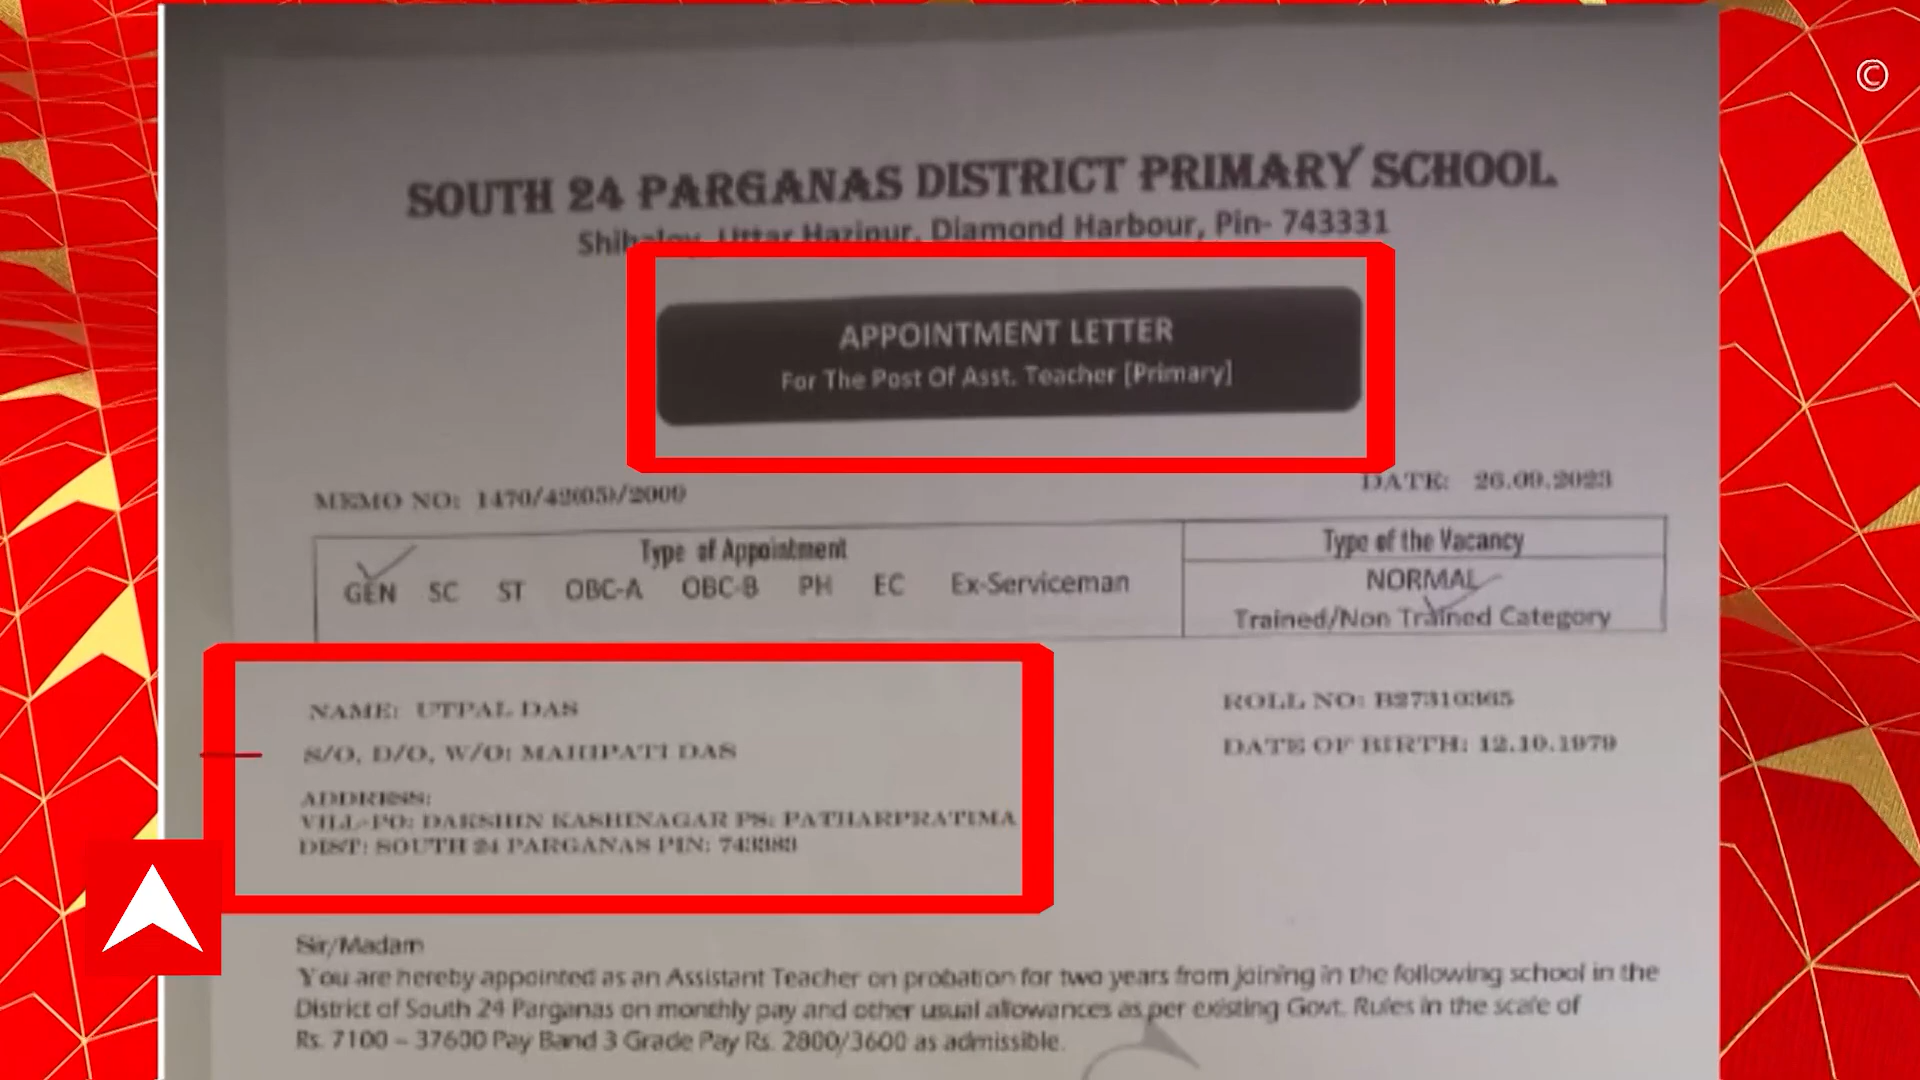 ©
SOUTH 24 PARGANAS DISTRICT PRIMARY SCHOOL
Uttar Hazipur, Diamond Harbour, Pin- 743331
APPOINTMENT LETTER
For The Post Of Asst. Teacher [Primary]
MEMO NO: 1470/42(05)/2009
DATE: 26.09.2023
Type of Appointment
Type of the Vacancy
GEN SC ST OBC-A OBC-B PH EC Ex-Serviceman
NORMAL
Trained/Non Trained Category
NAME: UTPAL DAS
ROLL NO: B27310365
S/O, D/O, W/O: MAHIPATI DAS
DATE OF BIRTH: 12.10.1979
ADDRESS:
VILL-PO: DAKSHIN KASHINAGAR PS: PATHARPRATIMA
DIST: SOUTH 24 PARGANAS PIN: 743383
Sir/Madam
You are hereby appointed as an Assistant Teacher on probation for two years from joining in the following school in the
District of South 24 Parganas on monthly pay and other usual allowances as per existing Govt. Rules in the scale of
Rs. 7100 – 37600 Pay Band 3 Grade Pay Rs. 2800/3600 as admissible.